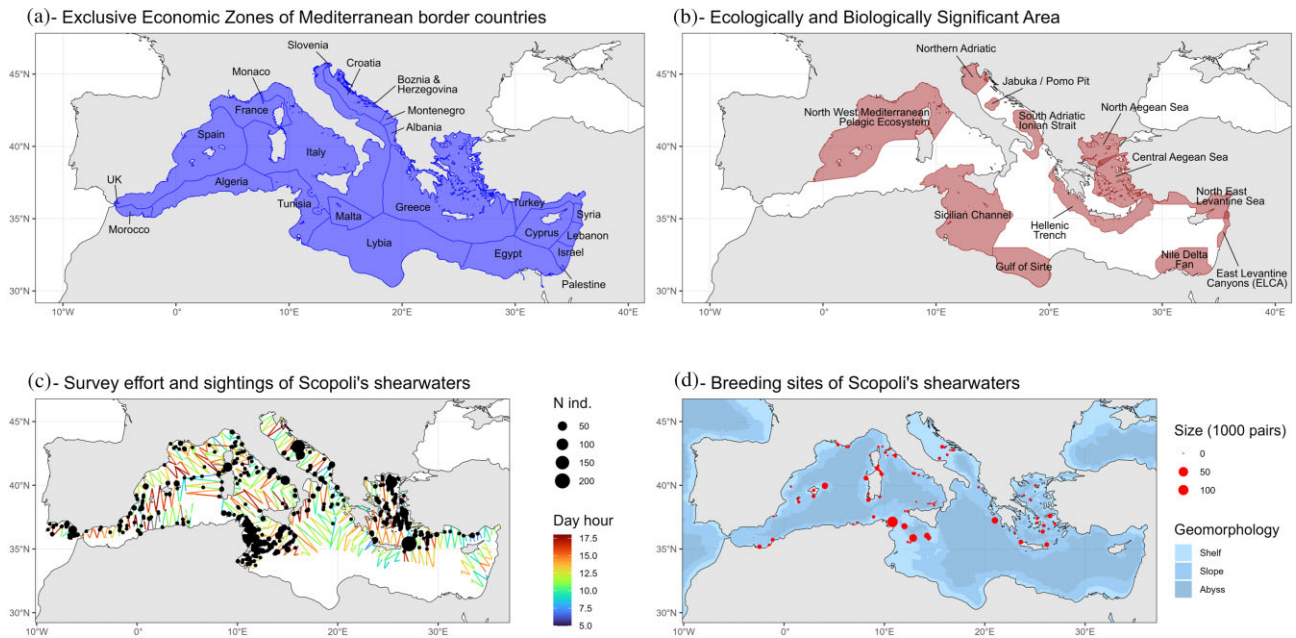 (a)- Exclusive Economic Zones of Mediterranean border countries
Slovenia
Croatia
Monaco
Boznia &
Herzegovina
France
Montenegro
Albania
Spain
Italy
UK
Algeria
Tunisia
Greece
Turkey
Malta
Syria
Morocco
Cyprus
Lebanon
Lybia
Egypt
Israel
Palestine
45°N
40°N
35°N
30°N
10°W
0°
10°E
20°E
30°E
40°E
(b)- Ecologically and Biologically Significant Area
Northern Adriatic
Jabuka / Pomo Pit
North West Mediterranean
Pelagic Ecosystem
North Aegean Sea
South Adriatic
Ionian Strait
Central Aegean Sea
North East
Levantine Sea
Sicilian Channel
Hellenic
Trench
Gulf of Sirte
Nile Delta
Fan
East Levantine
Canyons (ELCA)
45°N
40°N
35°N
30°N
10°W
0°
10°E
20°E
30°E
40°E
(c)- Survey effort and sightings of Scopoli's shearwaters
45°N
40°N
35°N
30°N
10°W
0°
10°E
20°E
30°E
N ind.
50
100
150
200
Day hour
17.5
15.0
12.5
10.0
7.5
5.0
(d)- Breeding sites of Scopoli's shearwaters
45°N
40°N
35°N
30°N
10°W
0°
10°E
20°E
30°E
Size (1000 pairs)
0
50
100
Geomorphology
Shelf
Slope
Abyss